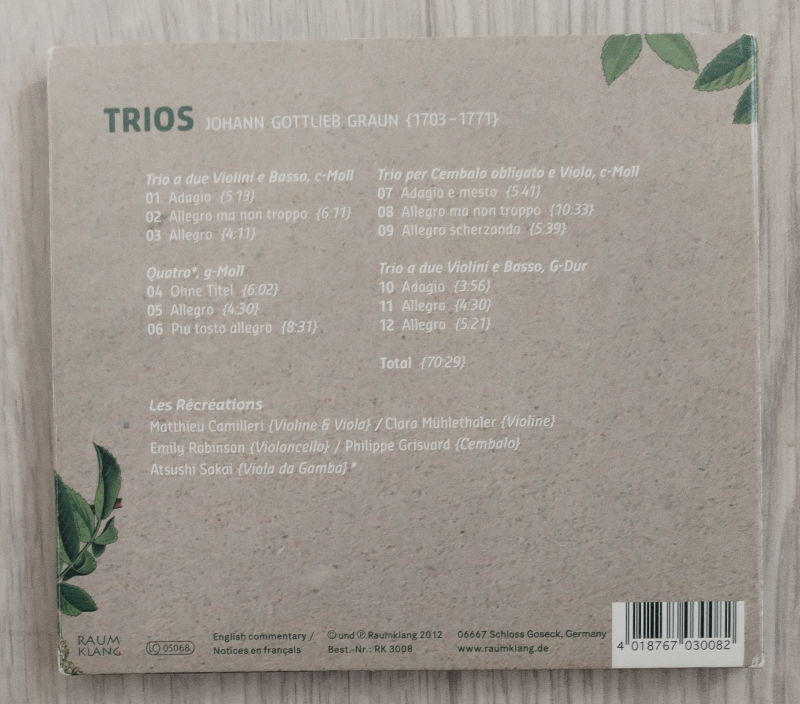 TRIOS JOHANN GOTTLIEB GRAUN {1703–1771}
Trio a due Violini e Basso, c-Moll
01 Adagio {5:13}
02 Allegro ma non troppo {6:11}
03 Allegro {4:11}
Quatro*, g-Moll
04 Ohne Titel {6:02}
05 Allegro {4:30}
06 Piu tosto allegro {8:31}
Trio per Cembalo obligato e Viola, c-Moll
07 Adagio e mesto {5:41}
08 Allegro ma non troppo {10:33}
09 Allegro scherzando {5:39}
Trio a due Violini e Basso, G-Dur
10 Adagio {3:56}
11 Allegro {4:30}
12 Allegro {5:21}
Total {70:29}
Les Récréations
Matthieu Camilleri {Violine & Viola} / Clara Mühlethaler {Violine}
Emily Robinson {Violoncello} / Philippe Grisvard {Cembalo}
Atsushi Sakai {Viola da Gamba}*
RAUM
KLANG
LC 05068
English commentary /
Notices en français
© und ℗ Raumklang 2012
Best.-Nr.: RK 3008
06667 Schloss Goseck, Germany
www.raumklang.de
4 018767 030082